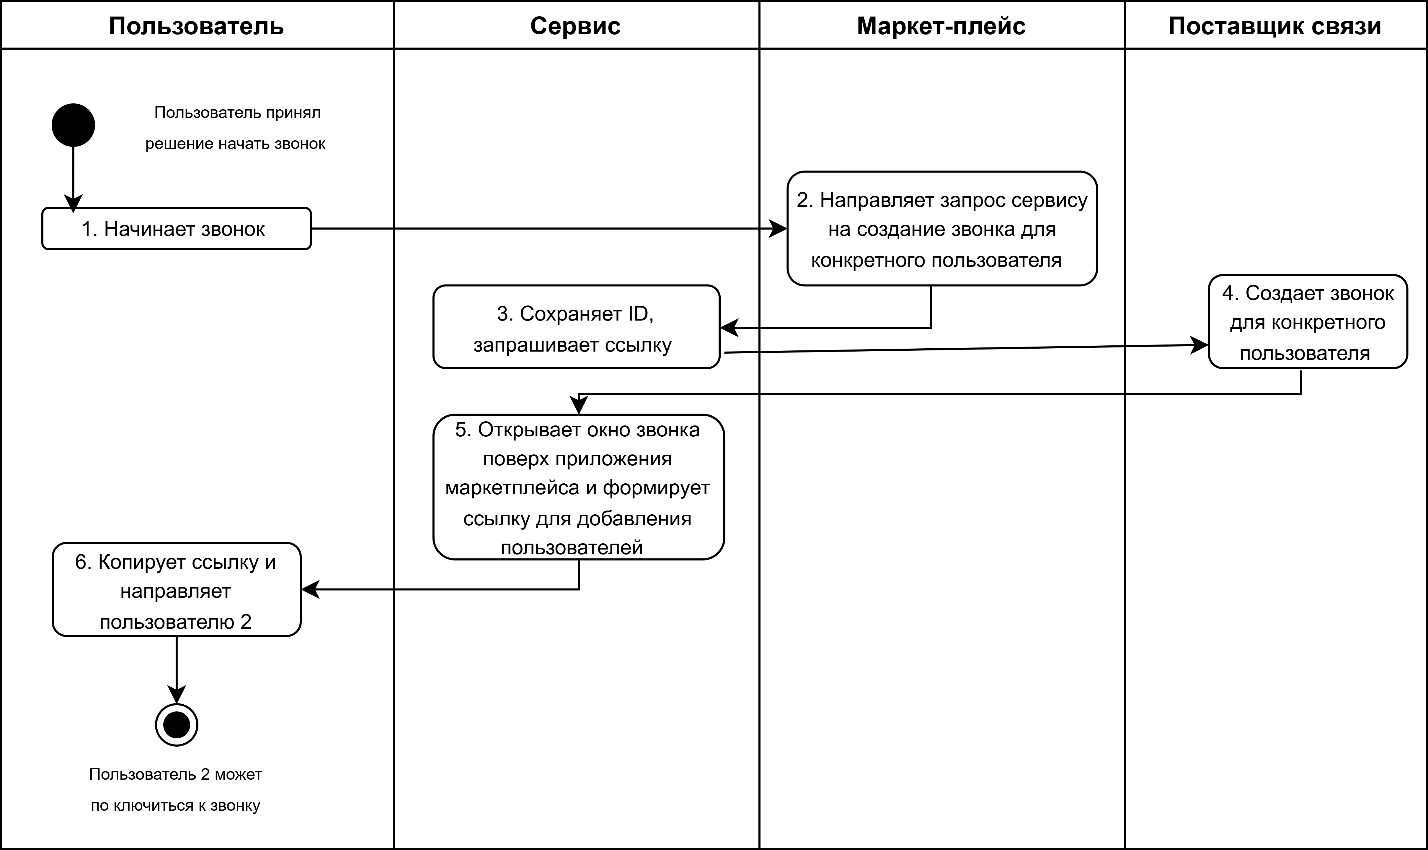 Пользователь
Сервис
Маркет-плейс
Поставщик связи
Пользователь принял
решение начать звонок
1. Начинает звонок
2. Направляет запрос сервису
на создание звонка для
конкретного пользователя
3. Сохраняет ID,
запрашивает ссылку
4. Создает звонок
для конкретного
пользователя
5. Открывает окно звонка
поверх приложения
маркетплейса и формирует
ссылку для добавления
пользователей
6. Копирует ссылку и
направляет
пользователю 2
Пользователь 2 может
по ключиться к звонку